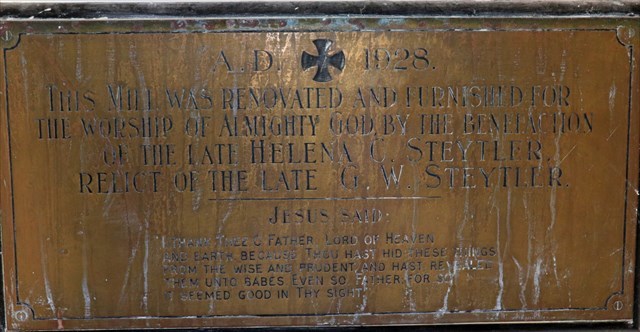 A.D. 1928.
THIS MILL WAS RENOVATED AND FURNISHED FOR
THE WORSHIP OF ALMIGHTY GOD, BY THE BENEFACTION
OF THE LATE HELENA C. STEYTLER,
RELICT OF THE LATE G. W. STEYTLER.
JESUS SAID:
I THANK THEE O FATHER LORD OF HEAVEN
AND EARTH BECAUSE THOU HAST HID THESE THINGS
FROM THE WISE AND PRUDENT, AND HAST REVEALED
THEM UNTO BABES EVEN SO, FATHER: FOR SO
IT SEEMED GOOD IN THY SIGHT